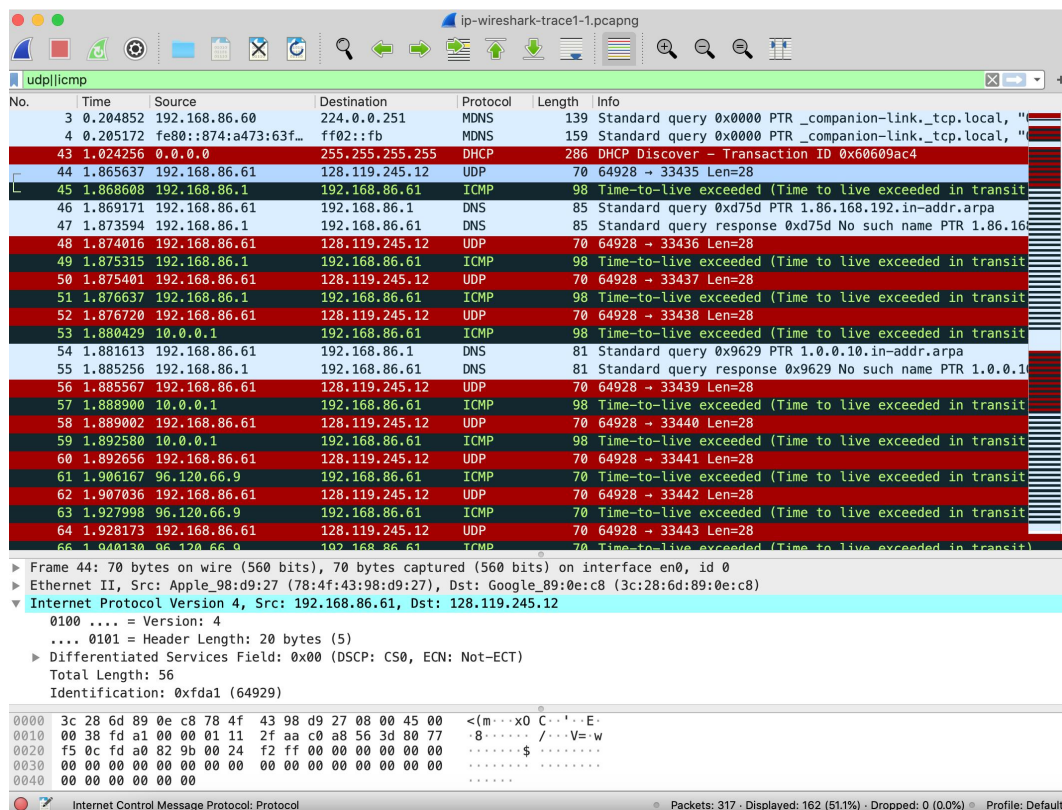 ip-wireshark-trace1-1.pcapng
udp||icmp
No. Time Source Destination Protocol Length Info
3 0.204852 192.168.86.60 224.0.0.251 MDNS 139 Standard query 0x0000 PTR _companion-link._tcp.local, "
4 0.205172 fe80::874:a473:63f… ff02::fb MDNS 159 Standard query 0x0000 PTR _companion-link._tcp.local, "
43 1.024256 0.0.0.0 255.255.255.255 DHCP 286 DHCP Discover – Transaction ID 0x60609ac4
44 1.865637 192.168.86.61 128.119.245.12 UDP 70 64928 → 33435 Len=28
45 1.868608 192.168.86.1 192.168.86.61 ICMP 98 Time-to-live exceeded (Time to live exceeded in transit
46 1.869171 192.168.86.61 192.168.86.1 DNS 85 Standard query 0xd75d PTR 1.86.168.192.in-addr.arpa
47 1.873594 192.168.86.1 192.168.86.61 DNS 85 Standard query response 0xd75d No such name PTR 1.86.16
48 1.874016 192.168.86.61 128.119.245.12 UDP 70 64928 → 33436 Len=28
49 1.875315 192.168.86.1 192.168.86.61 ICMP 98 Time-to-live exceeded (Time to live exceeded in transit
50 1.875401 192.168.86.61 128.119.245.12 UDP 70 64928 → 33437 Len=28
51 1.876637 192.168.86.1 192.168.86.61 ICMP 98 Time-to-live exceeded (Time to live exceeded in transit
52 1.876720 192.168.86.61 128.119.245.12 UDP 70 64928 → 33438 Len=28
53 1.880429 10.0.0.1 192.168.86.61 ICMP 98 Time-to-live exceeded (Time to live exceeded in transit
54 1.881613 192.168.86.61 192.168.86.1 DNS 81 Standard query 0x9629 PTR 1.0.0.10.in-addr.arpa
55 1.885256 192.168.86.1 192.168.86.61 DNS 81 Standard query response 0x9629 No such name PTR 1.0.0.1
56 1.885567 192.168.86.61 128.119.245.12 UDP 70 64928 → 33439 Len=28
57 1.888900 10.0.0.1 192.168.86.61 ICMP 98 Time-to-live exceeded (Time to live exceeded in transit
58 1.889002 192.168.86.61 128.119.245.12 UDP 70 64928 → 33440 Len=28
59 1.892580 10.0.0.1 192.168.86.61 ICMP 98 Time-to-live exceeded (Time to live exceeded in transit
60 1.892656 192.168.86.61 128.119.245.12 UDP 70 64928 → 33441 Len=28
61 1.906167 96.120.66.9 192.168.86.61 ICMP 70 Time-to-live exceeded (Time to live exceeded in transit
62 1.907036 192.168.86.61 128.119.245.12 UDP 70 64928 → 33442 Len=28
63 1.927998 96.120.66.9 192.168.86.61 ICMP 70 Time-to-live exceeded (Time to live exceeded in transit
64 1.928173 192.168.86.61 128.119.245.12 UDP 70 64928 → 33443 Len=28
66 1.940130 96.120.66.9 192.168.86.61 ICMP 70 Time-to-live exceeded (Time to live exceeded in transit)
Frame 44: 70 bytes on wire (560 bits), 70 bytes captured (560 bits) on interface en0, id 0
Ethernet II, Src: Apple_98:d9:27 (78:4f:43:98:d9:27), Dst: Google_89:0e:c8 (3c:28:6d:89:0e:c8)
Internet Protocol Version 4, Src: 192.168.86.61, Dst: 128.119.245.12
0100 .... = Version: 4
.... 0101 = Header Length: 20 bytes (5)
Differentiated Services Field: 0x00 (DSCP: CS0, ECN: Not-ECT)
Total Length: 56
Identification: 0xfda1 (64929)
0000 3c 28 6d 89 0e c8 78 4f 43 98 d9 27 08 00 45 00 <(m···xO C··'··E·
0010 00 38 fd a1 00 00 01 11 2f aa c0 a8 56 3d 80 77 ·8······ /···V=·w
0020 f5 0c fd a0 82 9b 00 24 f2 ff 00 00 00 00 00 00 ·······$ ········
0030 00 00 00 00 00 00 00 00 00 00 00 00 00 00 00 00 ········ ········
0040 00 00 00 00 00 00 ······
Internet Control Message Protocol: Protocol Packets: 317 · Displayed: 162 (51.1%) · Dropped: 0 (0.0%) Profile: Default